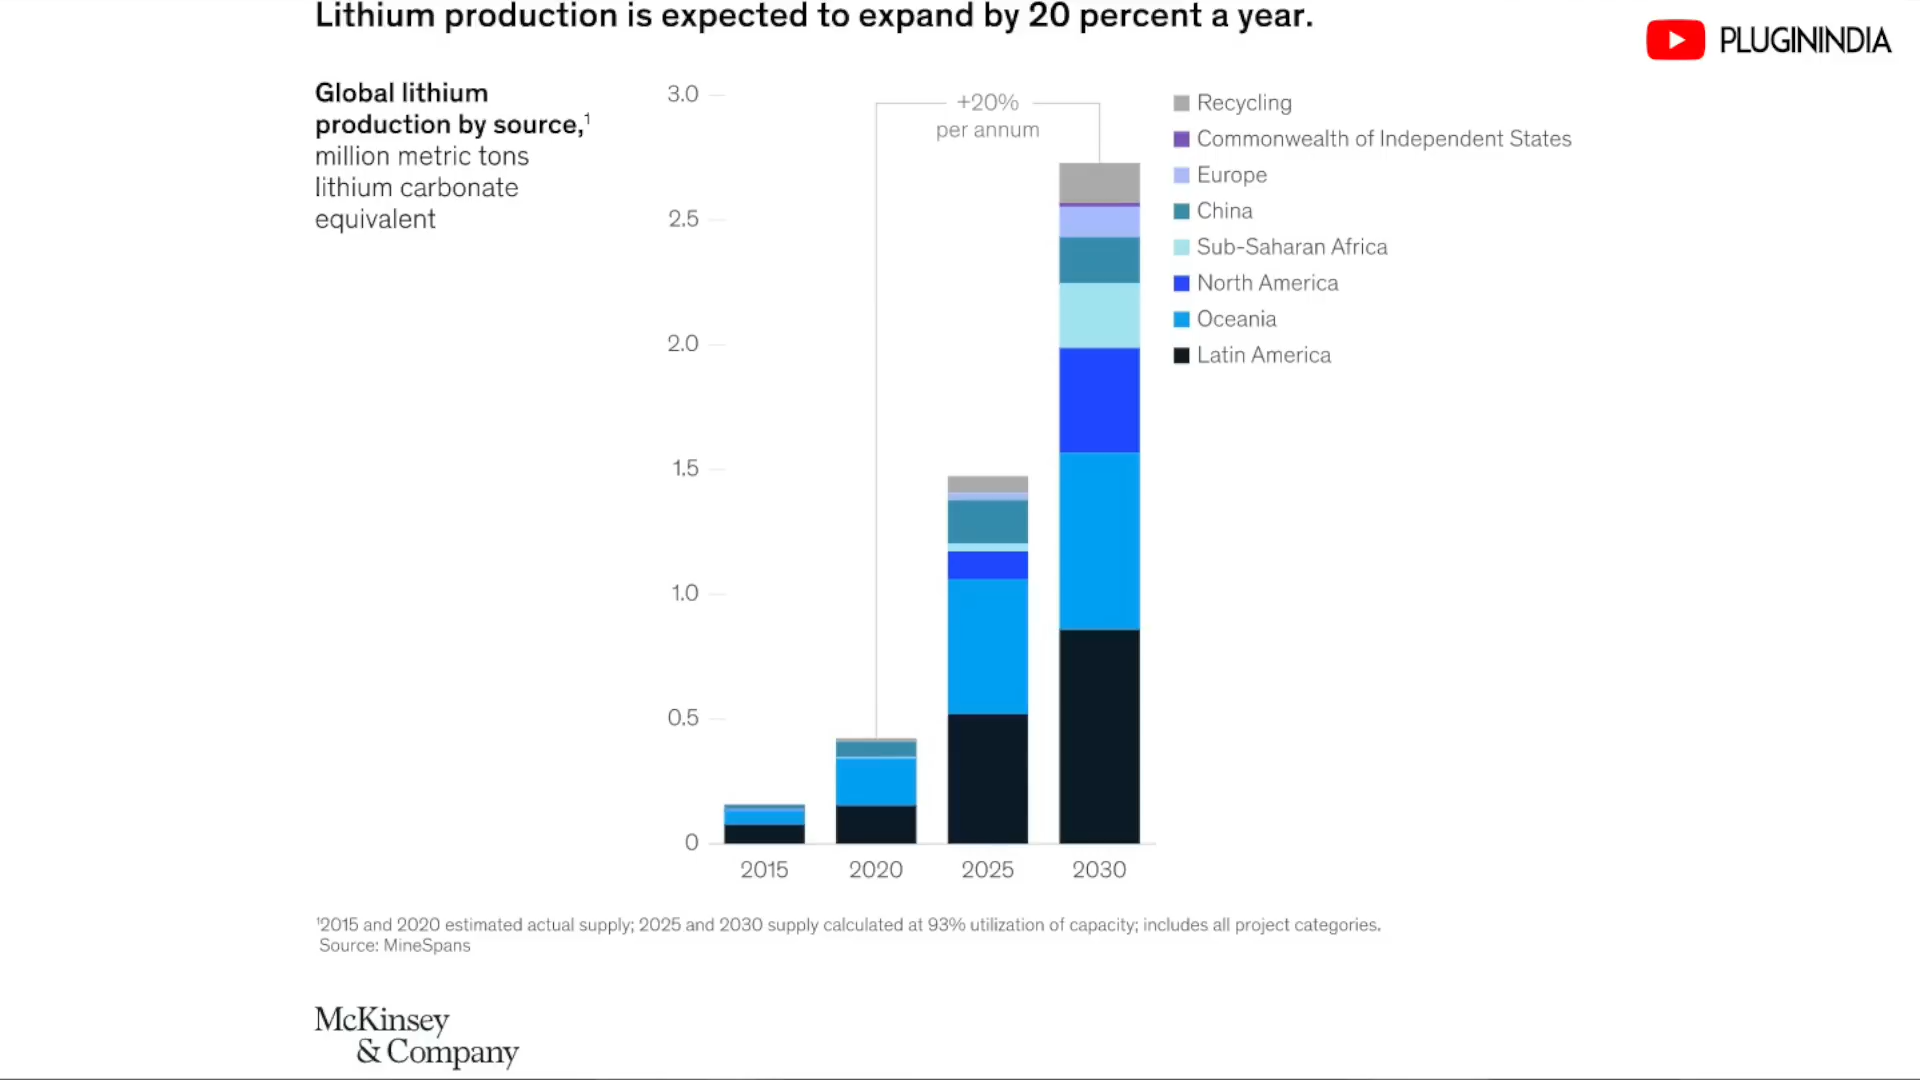 Lithium production is expected to expand by 20 percent a year.
PLUGININDIA
Global lithium
production by source,¹
million metric tons
lithium carbonate
equivalent
3.0
2.5
2.0
1.5
1.0
0.5
0
+20%
per annum
Recycling
Commonwealth of Independent States
Europe
China
Sub-Saharan Africa
North America
Oceania
Latin America
2015 2020 2025 2030
¹2015 and 2020 estimated actual supply; 2025 and 2030 supply calculated at 93% utilization of capacity; includes all project categories.
Source: MineSpans
McKinsey
& Company